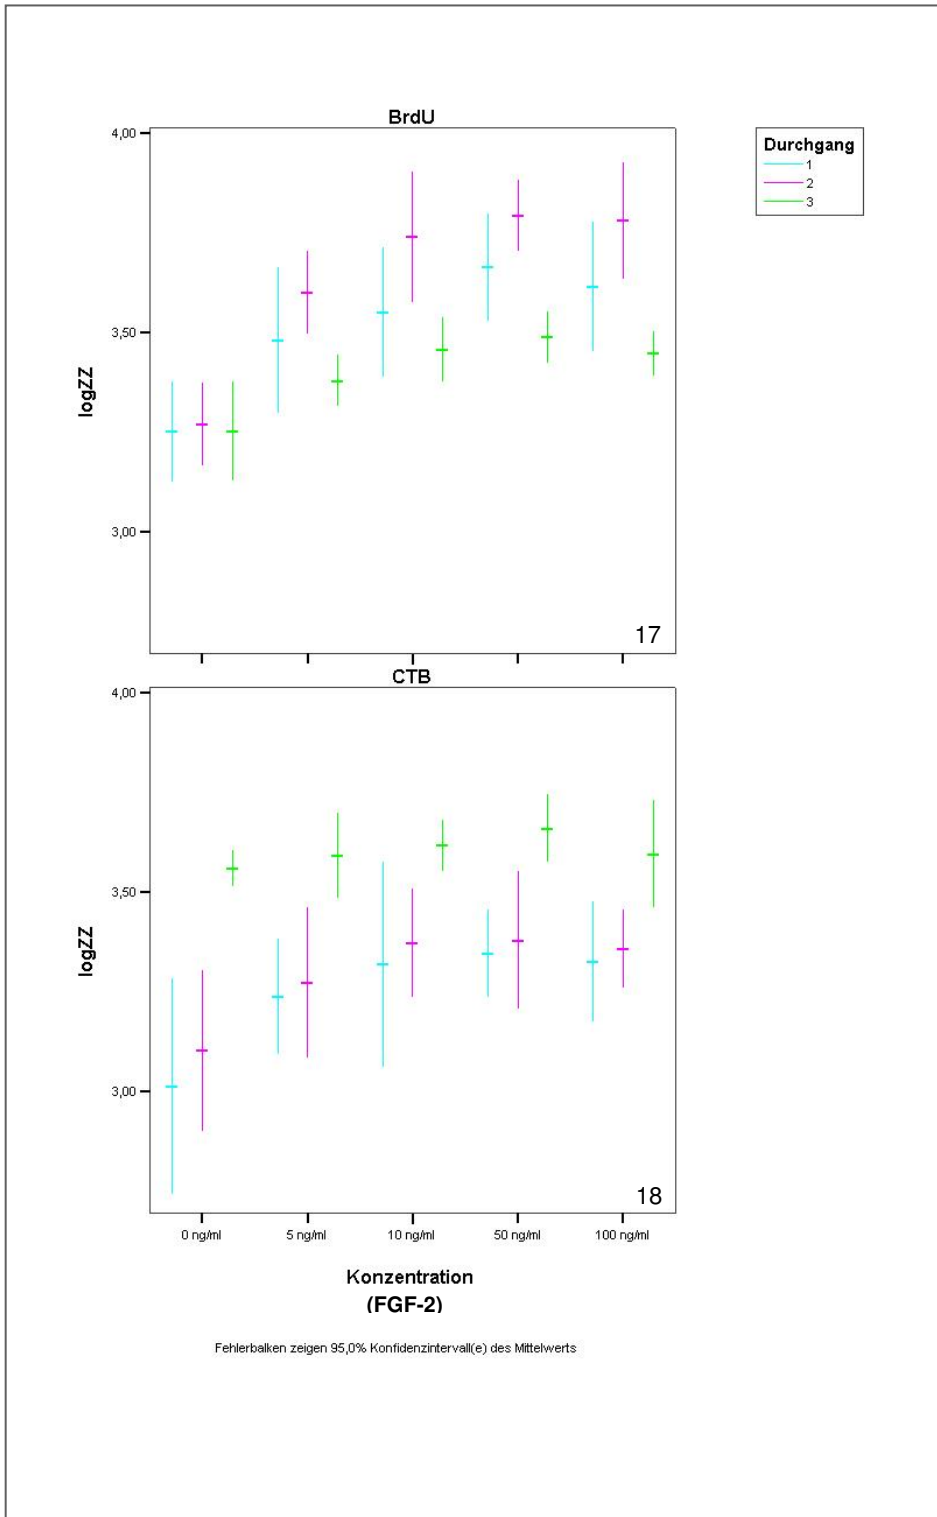 BrdU
4,00
3,50
3,00
logZZ
17
Durchgang
1
2
3
CTB
4,00
3,50
3,00
logZZ
18
0 ng/ml 5 ng/ml 10 ng/ml 50 ng/ml 100 ng/ml
Konzentration
(FGF-2)
Fehlerbalken zeigen 95,0% Konfidenzintervall(e) des Mittelwerts